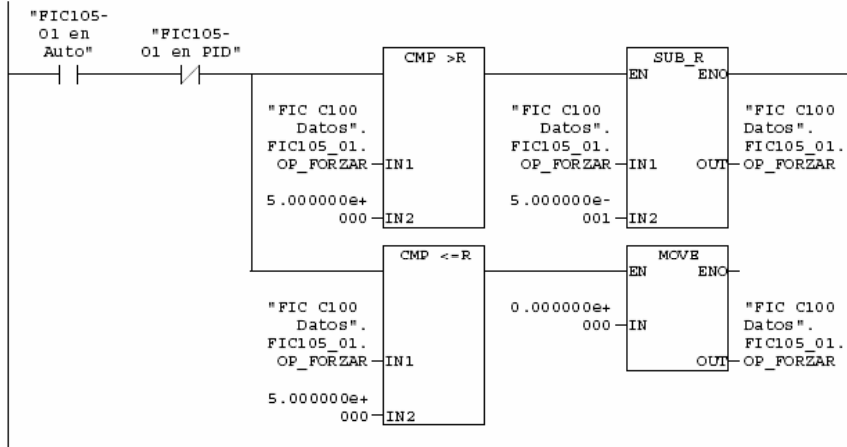 "FIC105-
01 en
Auto"
"FIC105-
01 en PID"
CMP >R
"FIC C100
Datos".
FIC105_01.
OP_FORZAR
IN1
5.000000e+
000
IN2
SUB_R
EN
ENO
"FIC C100
Datos".
FIC105_01.
OP_FORZAR
IN1
5.000000e-
001
IN2
OUT
"FIC C100
Datos".
FIC105_01.
OP_FORZAR
CMP <=R
"FIC C100
Datos".
FIC105_01.
OP_FORZAR
IN1
5.000000e+
000
IN2
MOVE
EN
ENO
0.000000e+
000
IN
OUT
"FIC C100
Datos".
FIC105_01.
OP_FORZAR